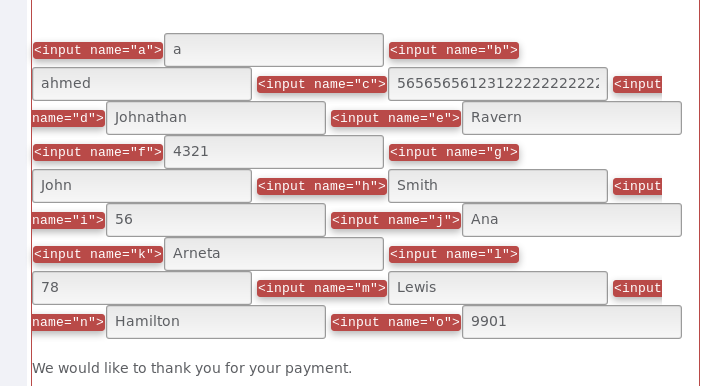 <input name="a"> a <input name="b">
ahmed <input name="c"> 56565656123122222222222 <input
name="d"> Johnathan <input name="e"> Ravern
<input name="f"> 4321 <input name="g">
John <input name="h"> Smith <input
name="i"> 56 <input name="j"> Ana
<input name="k"> Arneta <input name="l">
78 <input name="m"> Lewis <input
name="n"> Hamilton <input name="o"> 9901
We would like to thank you for your payment.